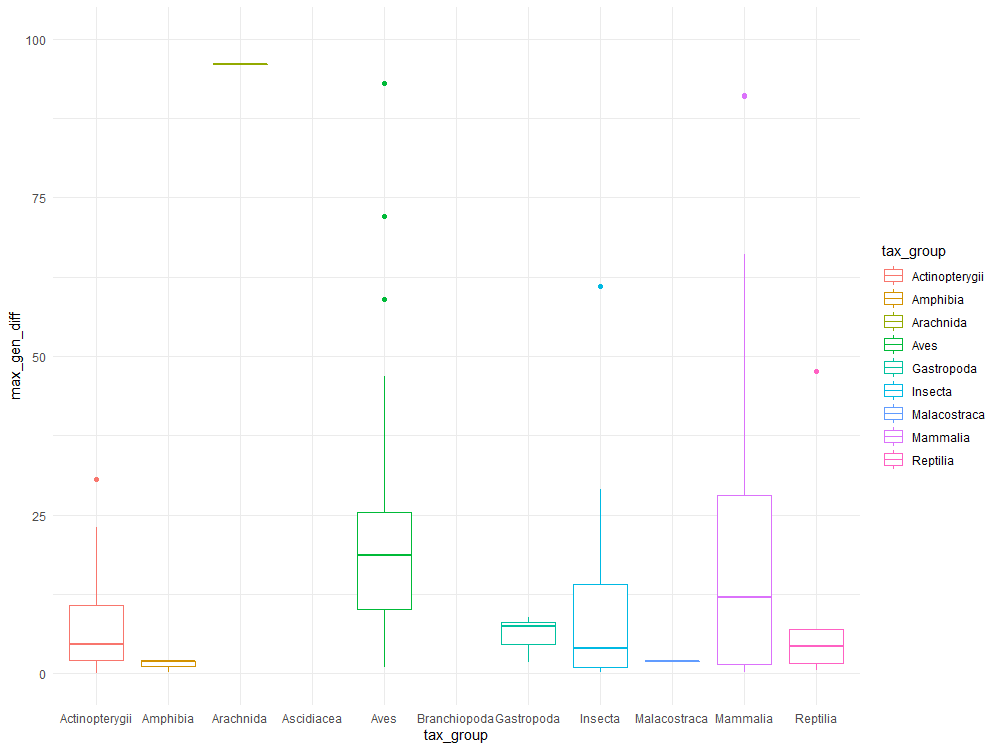 100
75
50
25
0
max_gen_diff
Actinopterygii Amphibia Arachnida Ascidiacea Aves Branchiopoda Gastropoda Insecta Malacostraca Mammalia Reptilia
tax_group
tax_group
Actinopterygii
Amphibia
Arachnida
Aves
Gastropoda
Insecta
Malacostraca
Mammalia
Reptilia